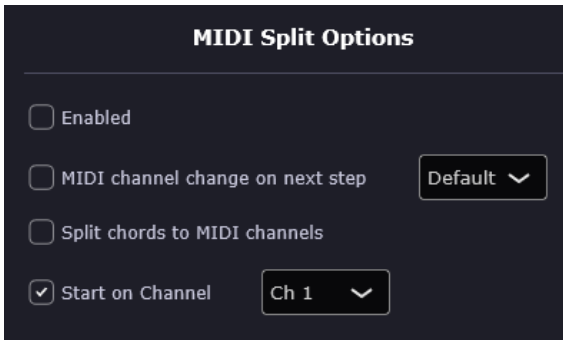 MIDI Split Options
Enabled
MIDI channel change on next step Default
Split chords to MIDI channels
Start on Channel Ch 1